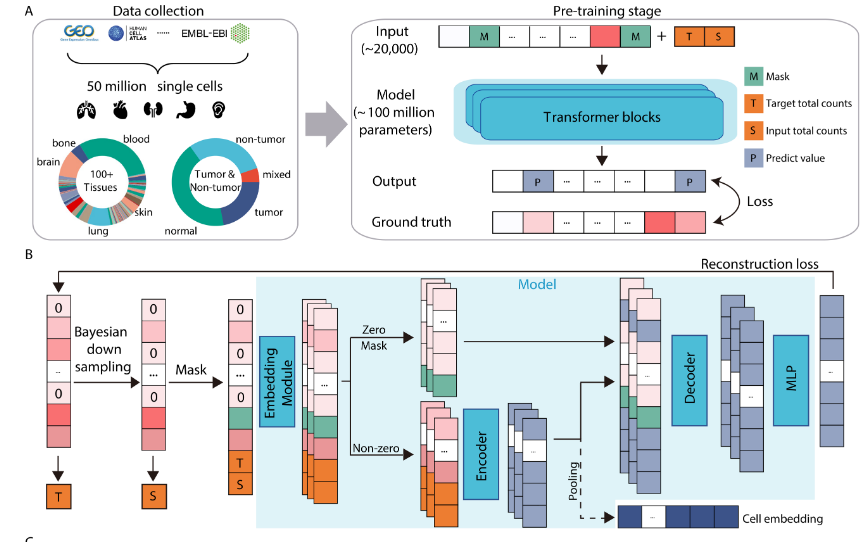 A
Data collection
GEO
Gene Expression Omnibus
HUMAN
CELL
ATLAS
......
EMBL-EBI
50 million single cells
bone
blood
brain
100+
Tissues
skin
lung
non-tumor
Tumor &
Non-tumor
mixed
tumor
normal
Pre-training stage
Input
(~20,000)
M ... ... M + T S
Model
(~100 million
parameters)
Transformer blocks
M Mask
T Target total counts
S Input total counts
P Predict value
Output
P ... ... P
Loss
Ground truth
... ...
B
Reconstruction loss
Model
0
0
0
Bayesian
down
sampling
...
0
T
0
0
...
0
S
Mask
0
0
...
0
T
S
Embedding
Module
...
Zero
Mask
Non-zero
...
...
Encoder
...
Pooling
...
Decoder
...
MLP
...
...
Cell embedding